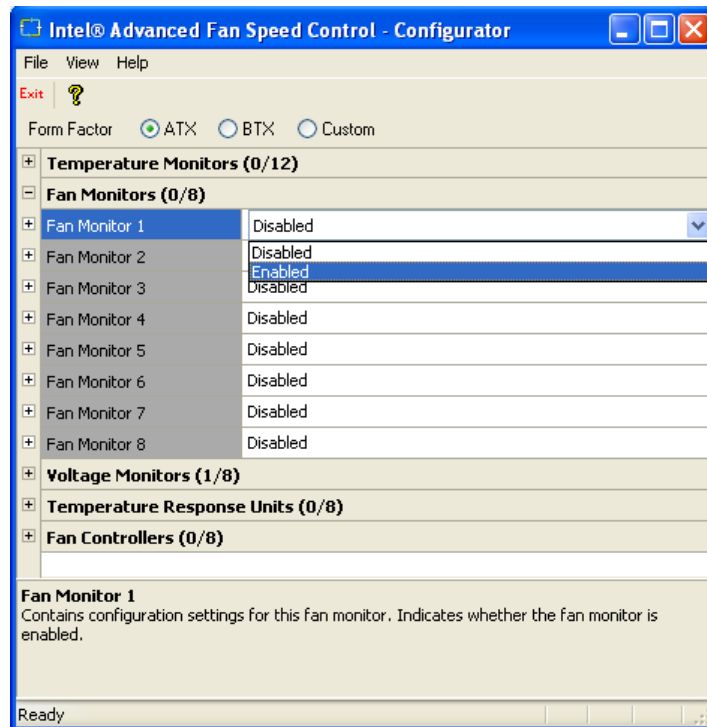 Intel® Advanced Fan Speed Control - Configurator
File View Help
Exit
Form Factor ATX BTX Custom
Temperature Monitors (0/12)
Fan Monitors (0/8)
Fan Monitor 1 Disabled
Disabled
Fan Monitor 2
Enabled
Fan Monitor 3 Disabled
Fan Monitor 4 Disabled
Fan Monitor 5 Disabled
Fan Monitor 6 Disabled
Fan Monitor 7 Disabled
Fan Monitor 8 Disabled
Voltage Monitors (1/8)
Temperature Response Units (0/8)
Fan Controllers (0/8)
Fan Monitor 1
Contains configuration settings for this fan monitor. Indicates whether the fan monitor is
enabled.
Ready